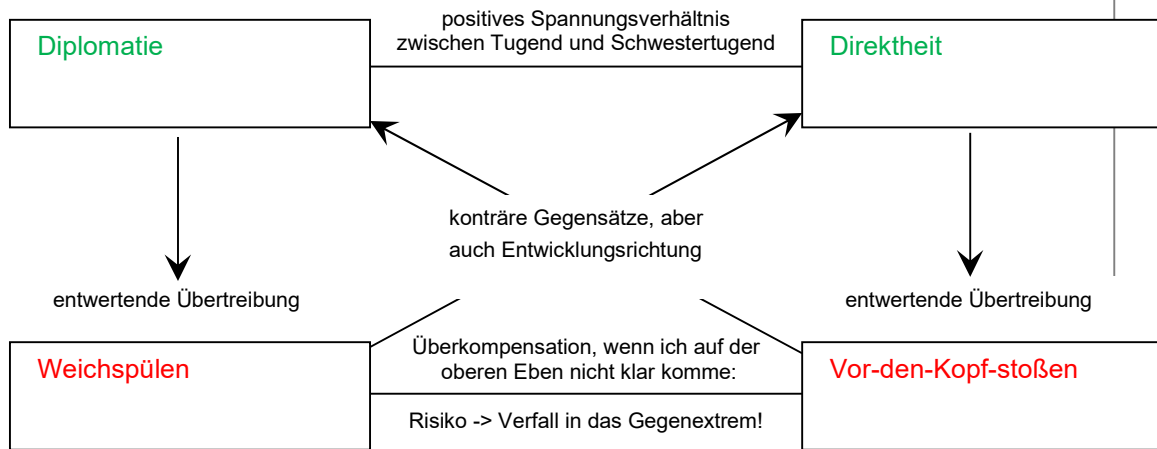 positives Spannungsverhältnis
zwischen Tugend und Schwestertugend
Diplomatie
Direktheit
konträre Gegensätze, aber
auch Entwicklungsrichtung
entwertende Übertreibung
entwertende Übertreibung
Weichspülen
Überkompensation, wenn ich auf der
oberen Eben nicht klar komme:
Vor-den-Kopf-stoßen
Risiko -> Verfall in das Gegenextrem!